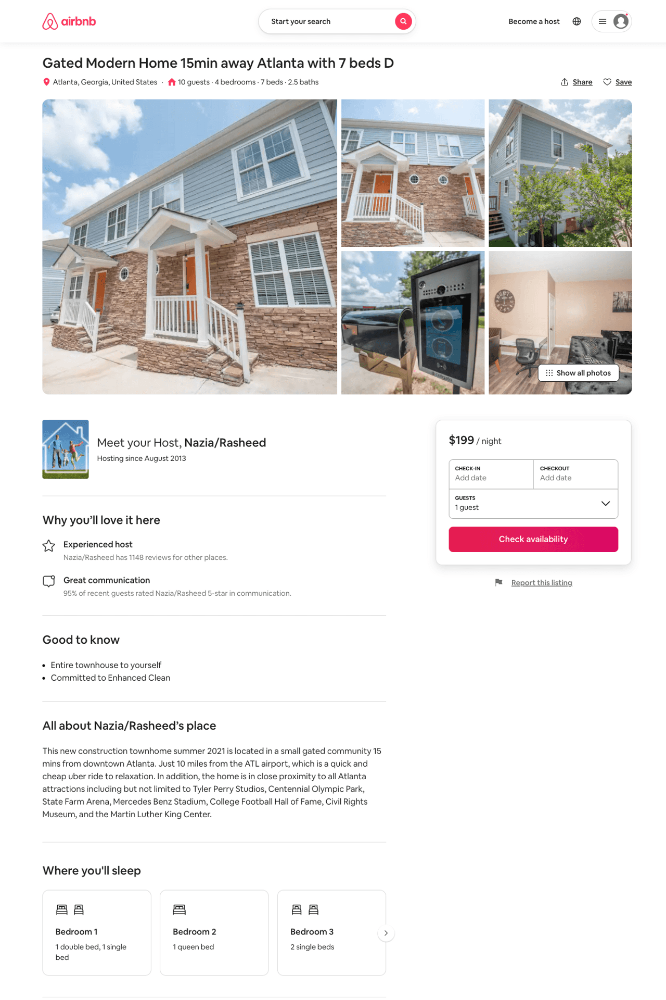 airbnb
Start your search
Become a host
Gated Modern Home 15min away Atlanta with 7 beds D
Atlanta, Georgia, United States · 10 guests · 4 bedrooms · 7 beds · 2.5 baths
Share
Save
CALL
Show all photos
Meet your Host, Nazia/Rasheed
Hosting since August 2013
$199 / night
CHECK-IN
Add date
CHECKOUT
Add date
GUESTS
1 guest
Check availability
Report this listing
Why you’ll love it here
Experienced host
Nazia/Rasheed has 1148 reviews for other places.
Great communication
95% of recent guests rated Nazia/Rasheed 5-star in communication.
Good to know
• Entire townhouse to yourself
• Committed to Enhanced Clean
All about Nazia/Rasheed’s place
This new construction townhome summer 2021 is located in a small gated community 15
mins from downtown Atlanta. Just 10 miles from the ATL airport, which is a quick and
cheap uber ride to relaxation. In addition, the home is in close proximity to all Atlanta
attractions including but not limited to Tyler Perry Studios, Centennial Olympic Park,
State Farm Arena, Mercedes Benz Stadium, College Football Hall of Fame, Civil Rights
Museum, and the Martin Luther King Center.
Where you'll sleep
Bedroom 1
1 double bed, 1 single
bed
Bedroom 2
1 queen bed
Bedroom 3
2 single beds